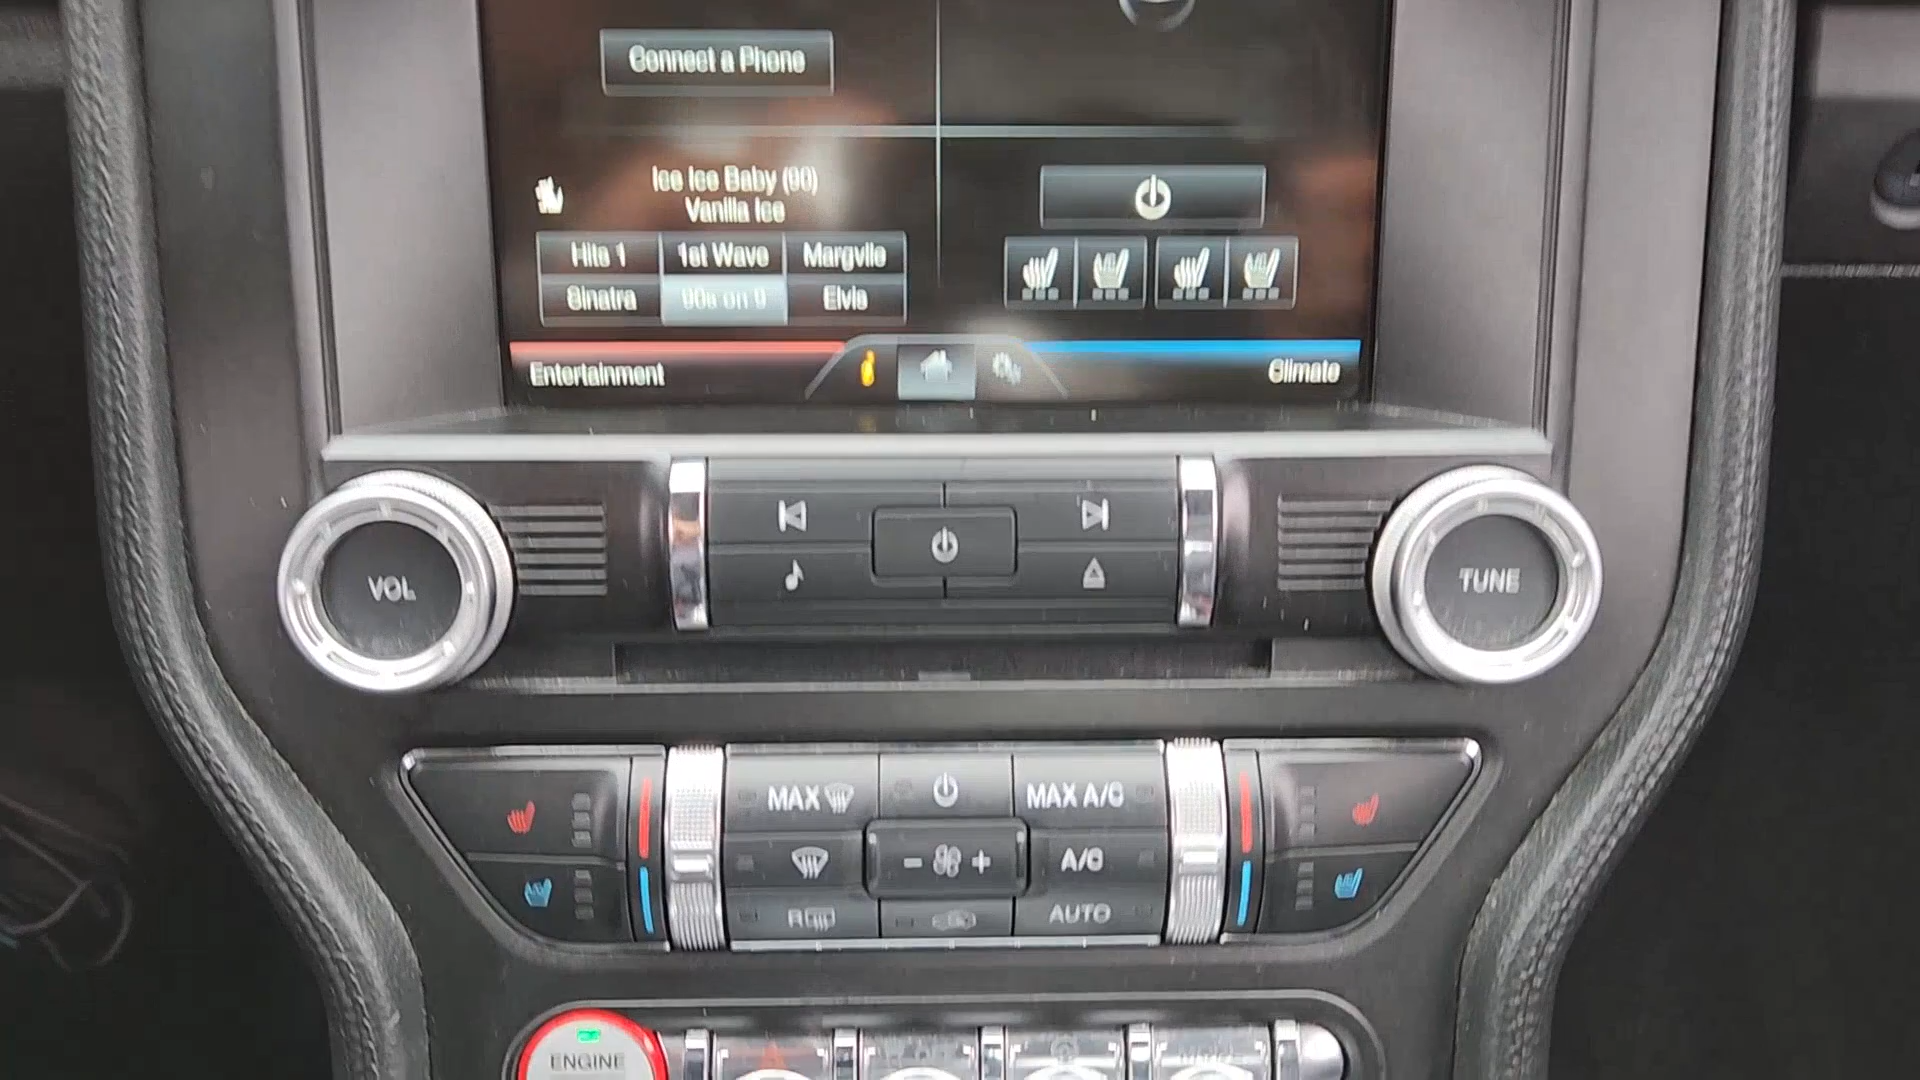 Connect a Phone
Ice Ice Baby (90)
Vanilla Ice
Hits 1 1st Wave Margvlle
Sinatra 90s on 9 Elvis
Entertainment
Climate
VOL
TUNE
MAX
MAX A/C
A/C
R
AUTO
ENGINE